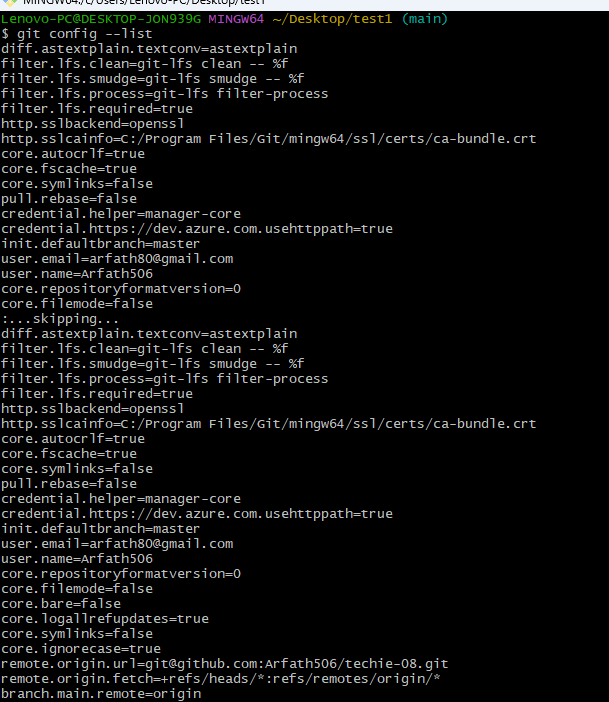 MINGW64:/c/Users/Lenovo-PC/Desktop/test1
Lenovo-PC@DESKTOP-JON939G MINGW64 ~/Desktop/test1 (main)
$ git config --list
diff.astextplain.textconv=astextplain
filter.lfs.clean=git-lfs clean -- %f
filter.lfs.smudge=git-lfs smudge -- %f
filter.lfs.process=git-lfs filter-process
filter.lfs.required=true
http.sslbackend=openssl
http.sslcainfo=C:/Program Files/Git/mingw64/ssl/certs/ca-bundle.crt
core.autocrlf=true
core.fscache=true
core.symlinks=false
pull.rebase=false
credential.helper=manager-core
credential.https://dev.azure.com.usehttppath=true
init.defaultbranch=master
user.email=arfath80@gmail.com
user.name=Arfath506
core.repositoryformatversion=0
core.filemode=false
:...skipping...
diff.astextplain.textconv=astextplain
filter.lfs.clean=git-lfs clean -- %f
filter.lfs.smudge=git-lfs smudge -- %f
filter.lfs.process=git-lfs filter-process
filter.lfs.required=true
http.sslbackend=openssl
http.sslcainfo=C:/Program Files/Git/mingw64/ssl/certs/ca-bundle.crt
core.autocrlf=true
core.fscache=true
core.symlinks=false
pull.rebase=false
credential.helper=manager-core
credential.https://dev.azure.com.usehttppath=true
init.defaultbranch=master
user.email=arfath80@gmail.com
user.name=Arfath506
core.repositoryformatversion=0
core.filemode=false
core.bare=false
core.logallrefupdates=true
core.symlinks=false
core.ignorecase=true
remote.origin.url=git@github.com:Arfath506/techie-08.git
remote.origin.fetch=+refs/heads/*:refs/remotes/origin/*
branch.main.remote=origin